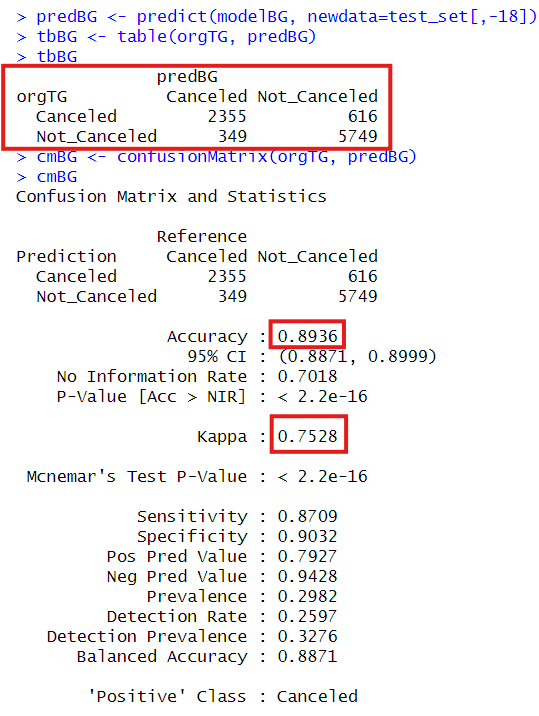 > predBG <- predict(modelBG, newdata=test_set[,-18])
> tbBG <- table(orgTG, predBG)
> tbBG
predBG
orgTG Canceled Not_Canceled
Canceled 2355 616
Not_Canceled 349 5749
> cmBG <- confusionMatrix(orgTG, predBG)
> cmBG
Confusion Matrix and Statistics
Reference
Prediction Canceled Not_Canceled
Canceled 2355 616
Not_Canceled 349 5749
Accuracy : 0.8936
95% CI : (0.8871, 0.8999)
No Information Rate : 0.7018
P-Value [Acc > NIR] : < 2.2e-16
Kappa : 0.7528
Mcnemar's Test P-Value : < 2.2e-16
Sensitivity : 0.8709
Specificity : 0.9032
Pos Pred Value : 0.7927
Neg Pred Value : 0.9428
Prevalence : 0.2982
Detection Rate : 0.2597
Detection Prevalence : 0.3276
Balanced Accuracy : 0.8871
'Positive' Class : Canceled